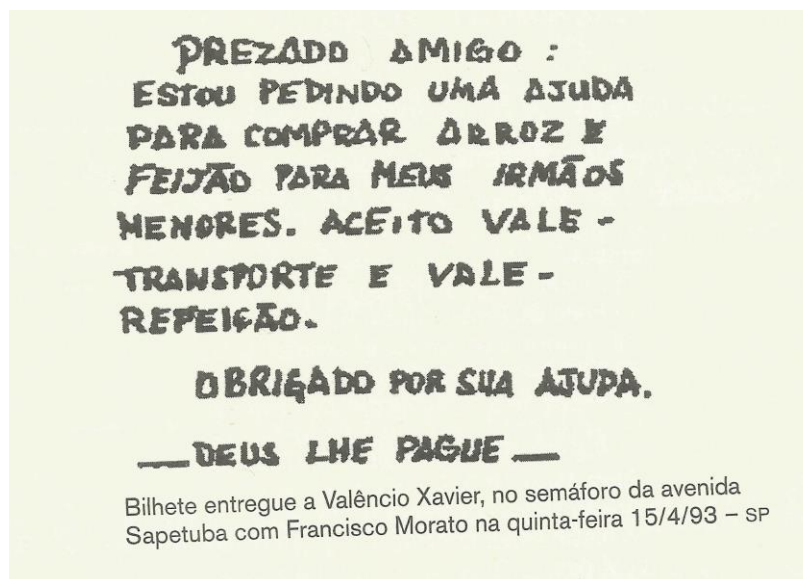 PREZADO AMIGO :
ESTOU PEDINDO UMA AJUDA
PARA COMPRAR ARROZ E
FEIJÃO PARA MEUS IRMÃOS
MENORES. ACEITO VALE -
TRANSPORTE E VALE -
REFEIÇÃO.
OBRIGADO POR SUA AJUDA.
— DEUS LHE PAGUE —
Bilhete entregue a Valêncio Xavier, no semáforo da avenida
Sapetuba com Francisco Morato na quinta-feira 15/4/93 – SP